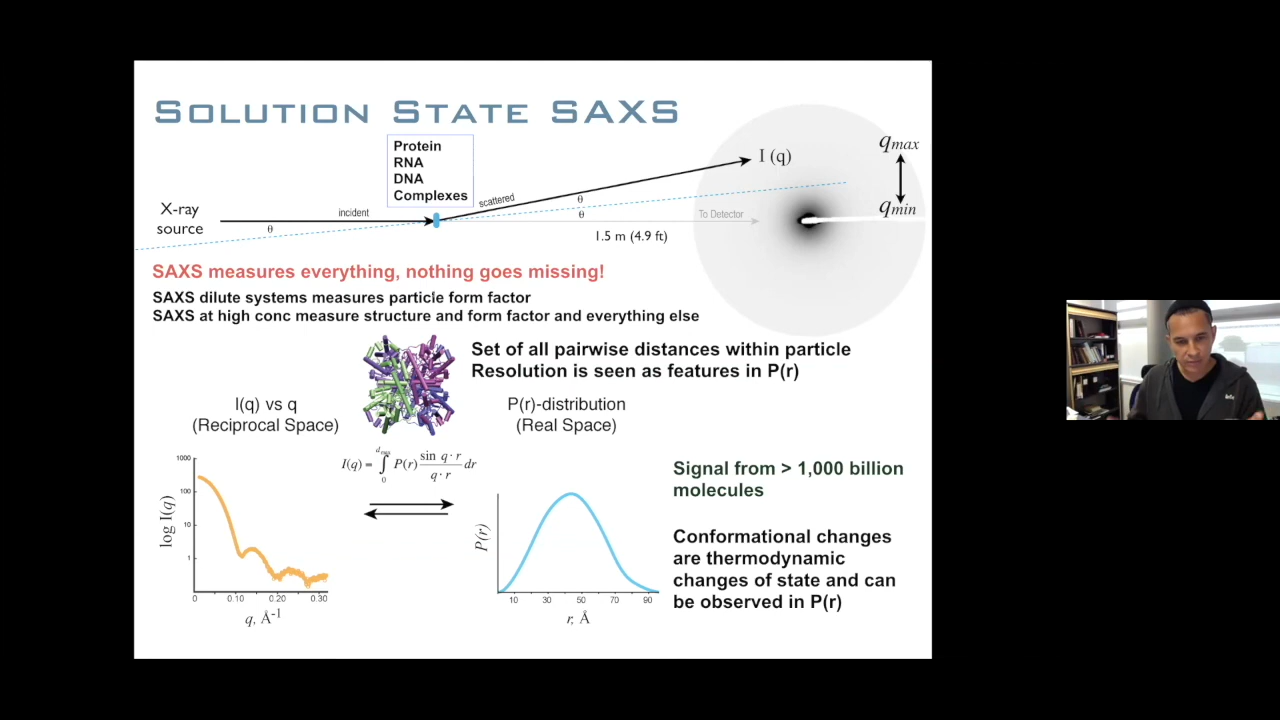 Solution State SAXS
Protein
RNA
DNA
Complexes
I (q)
qmax
qmin
scattered
θ
θ
To Detector
X-ray
source
incident
θ
1.5 m (4.9 ft)
SAXS measures everything, nothing goes missing!
SAXS dilute systems measures particle form factor
SAXS at high conc measure structure and form factor and everything else
Set of all pairwise distances within particle
Resolution is seen as features in P(r)
I(q) vs q
(Reciprocal Space)
P(r)-distribution
(Real Space)
I(q) = ∫₀^dmax P(r) sin q · r / q · r dr
1000
100
10
1
log I(q)
0 0.10 0.20 0.30
q, Å-1
P(r)
10 30 50 70 90
r, Å
Signal from > 1,000 billion
molecules
Conformational changes
are thermodynamic
changes of state and can
be observed in P(r)